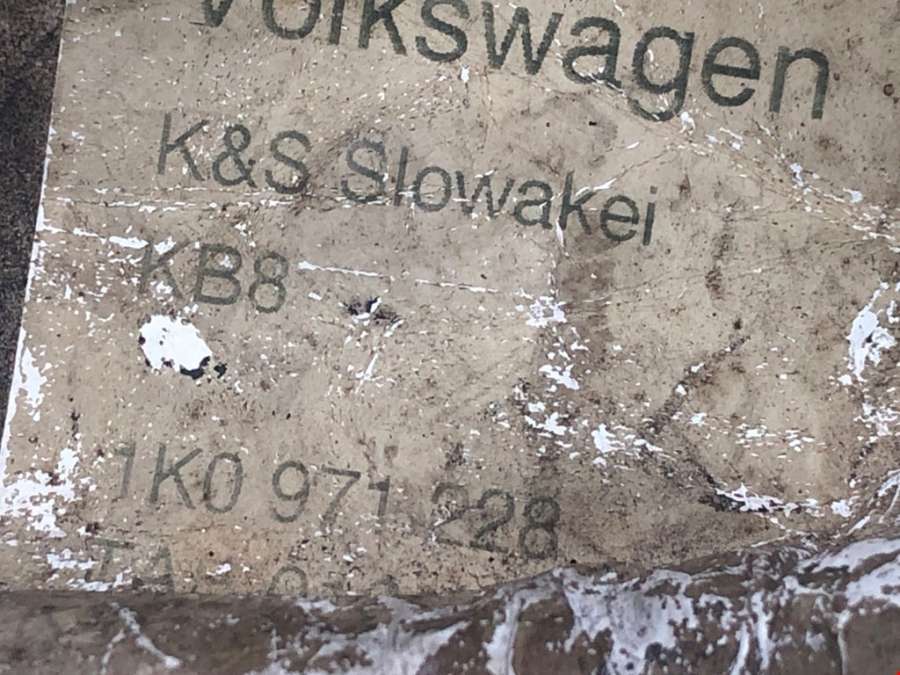 Volkswagen
K&S Slowakei
KB8
1K0 971 228